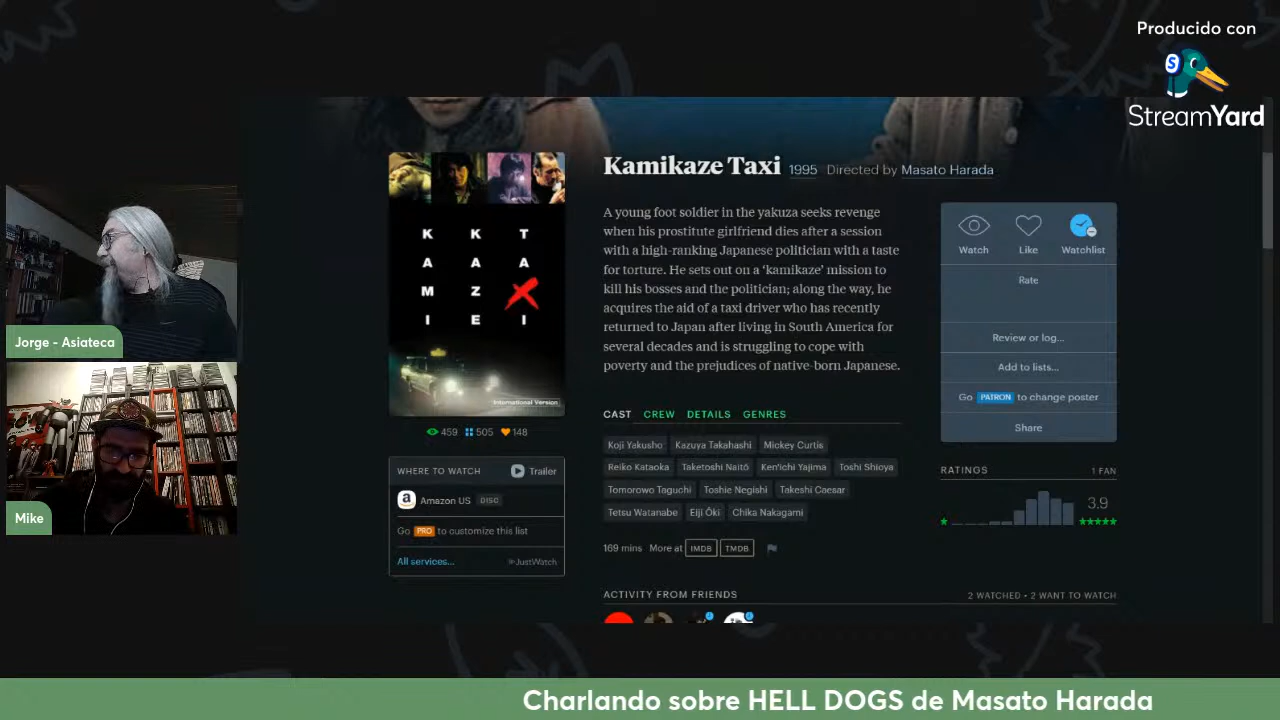 Producido con
StreamYard
Kamikaze Taxi 1995 Directed by Masato Harada
A young foot soldier in the yakuza seeks revenge
when his prostitute girlfriend dies after a session
with a high-ranking Japanese politician with a taste
for torture. He sets out on a ‘kamikaze’ mission to
kill his bosses and the politician; along the way, he
acquires the aid of a taxi driver who has recently
returned to Japan after living in South America for
several decades and is struggling to cope with
poverty and the prejudices of native-born Japanese.
K K T
A A A
M Z X
I E I
International Version
459 505 148
WHERE TO WATCH Trailer
Amazon US DISC
Go PRO to customize this list
All services... JustWatch
CAST CREW DETAILS GENRES
Koji Yakusho Kazuya Takahashi Mickey Curtis
Reiko Kataoka Taketoshi Naitō Ken'ichi Yajima Toshi Shioya
Tomorowo Taguchi Toshie Negishi Takeshi Caesar
Tetsu Watanabe Eiji Ôki Chika Nakagami
169 mins More at IMDB TMDB
ACTIVITY FROM FRIENDS 2 WATCHED • 2 WANT TO WATCH
Watch Like Watchlist
Rate
Review or log...
Add to lists...
Go PATRON to change poster
Share
RATINGS 1 FAN
3.9
Jorge - Asiateca
Mike
Charlando sobre HELL DOGS de Masato Harada